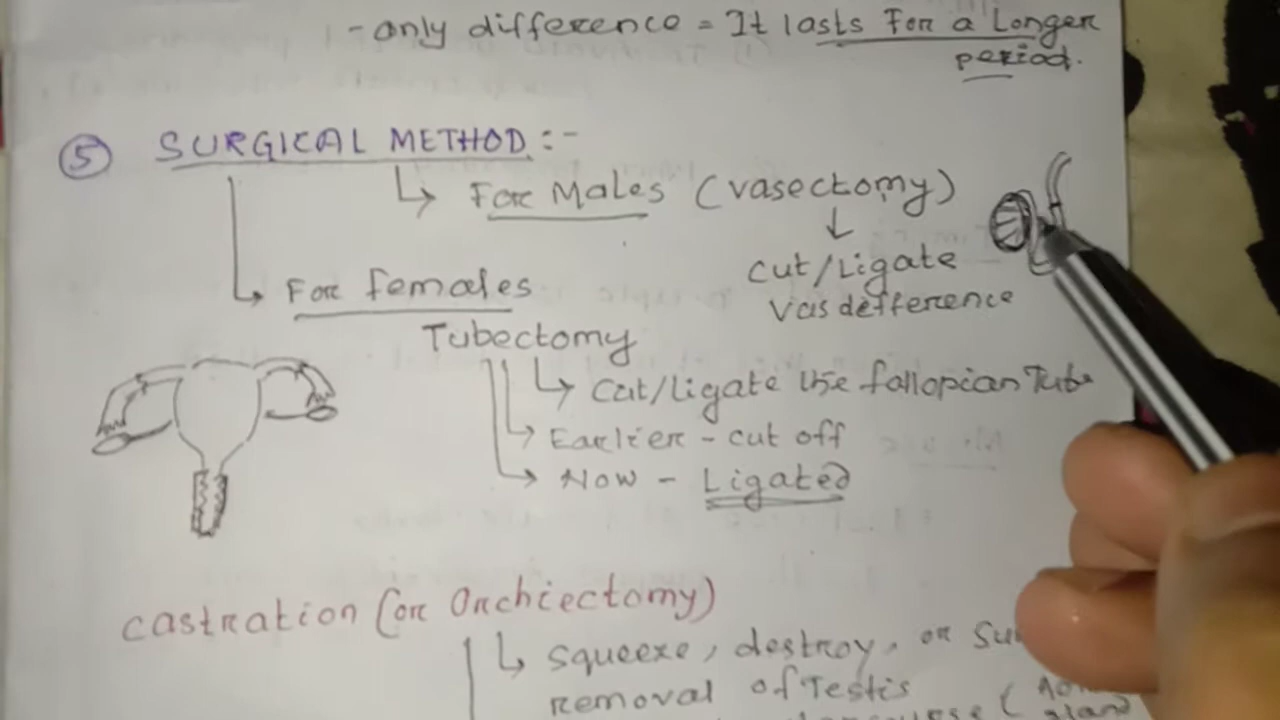 - only difference = It lasts For a Longer
period.
⑤ SURGICAL METHOD :-
For Males (vasectomy)
cut/Ligate
Vas defference
For females
Tubectomy
Cut/Ligate the fallopian Tube
Earlier - cut off
Now - Ligated
castration (or Orchiectomy)
squeeze, destroy, or
removal of Testis
gland